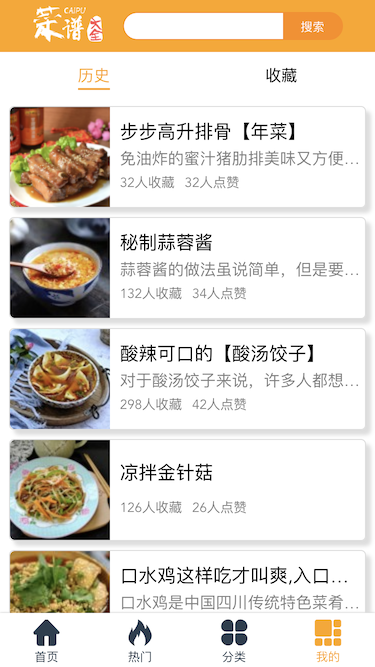 菜谱
CAIPU
大全
搜索
历史
收藏
步步高升排骨【年菜】
免油炸的蜜汁猪肋排美味又方便…
32人收藏 32人点赞
秘制蒜蓉酱
蒜蓉酱的做法虽说简单，但是要…
132人收藏 34人点赞
酸辣可口的【酸汤饺子】
对于酸汤饺子来说，许多人都想…
298人收藏 42人点赞
凉拌金针菇
126人收藏 26人点赞
口水鸡这样吃才叫爽,入口…
口水鸡是中国四川传统特色菜肴…
首页
热门
分类
我的